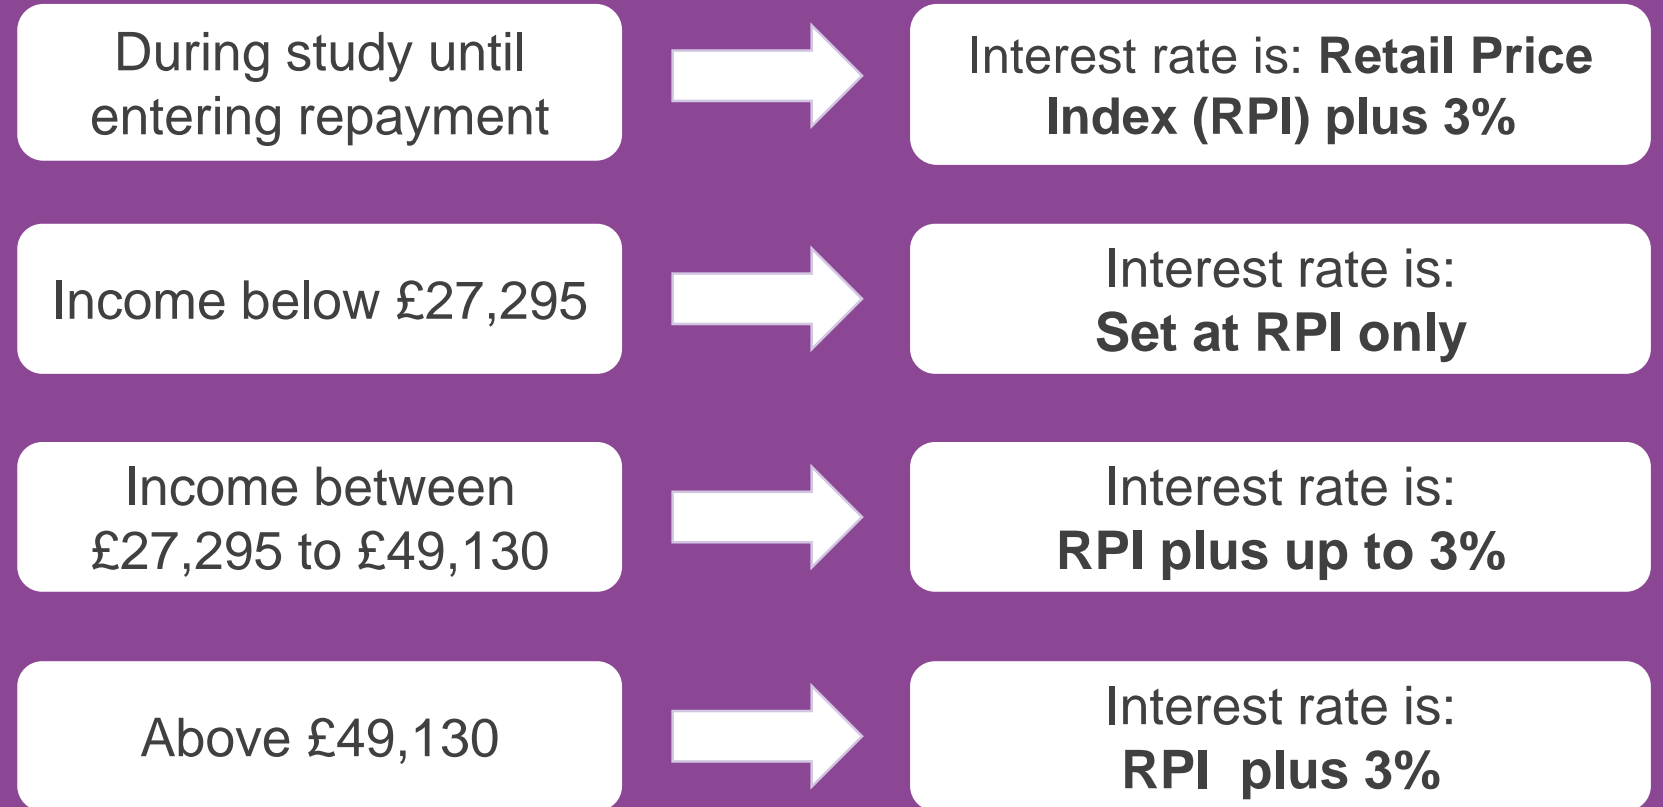 During study until
entering repayment
Interest rate is: Retail Price
Index (RPI) plus 3%
Income below £27,295
Interest rate is:
Set at RPI only
Income between
£27,295 to £49,130
Interest rate is:
RPI plus up to 3%
Above £49,130
Interest rate is:
RPI  plus 3%